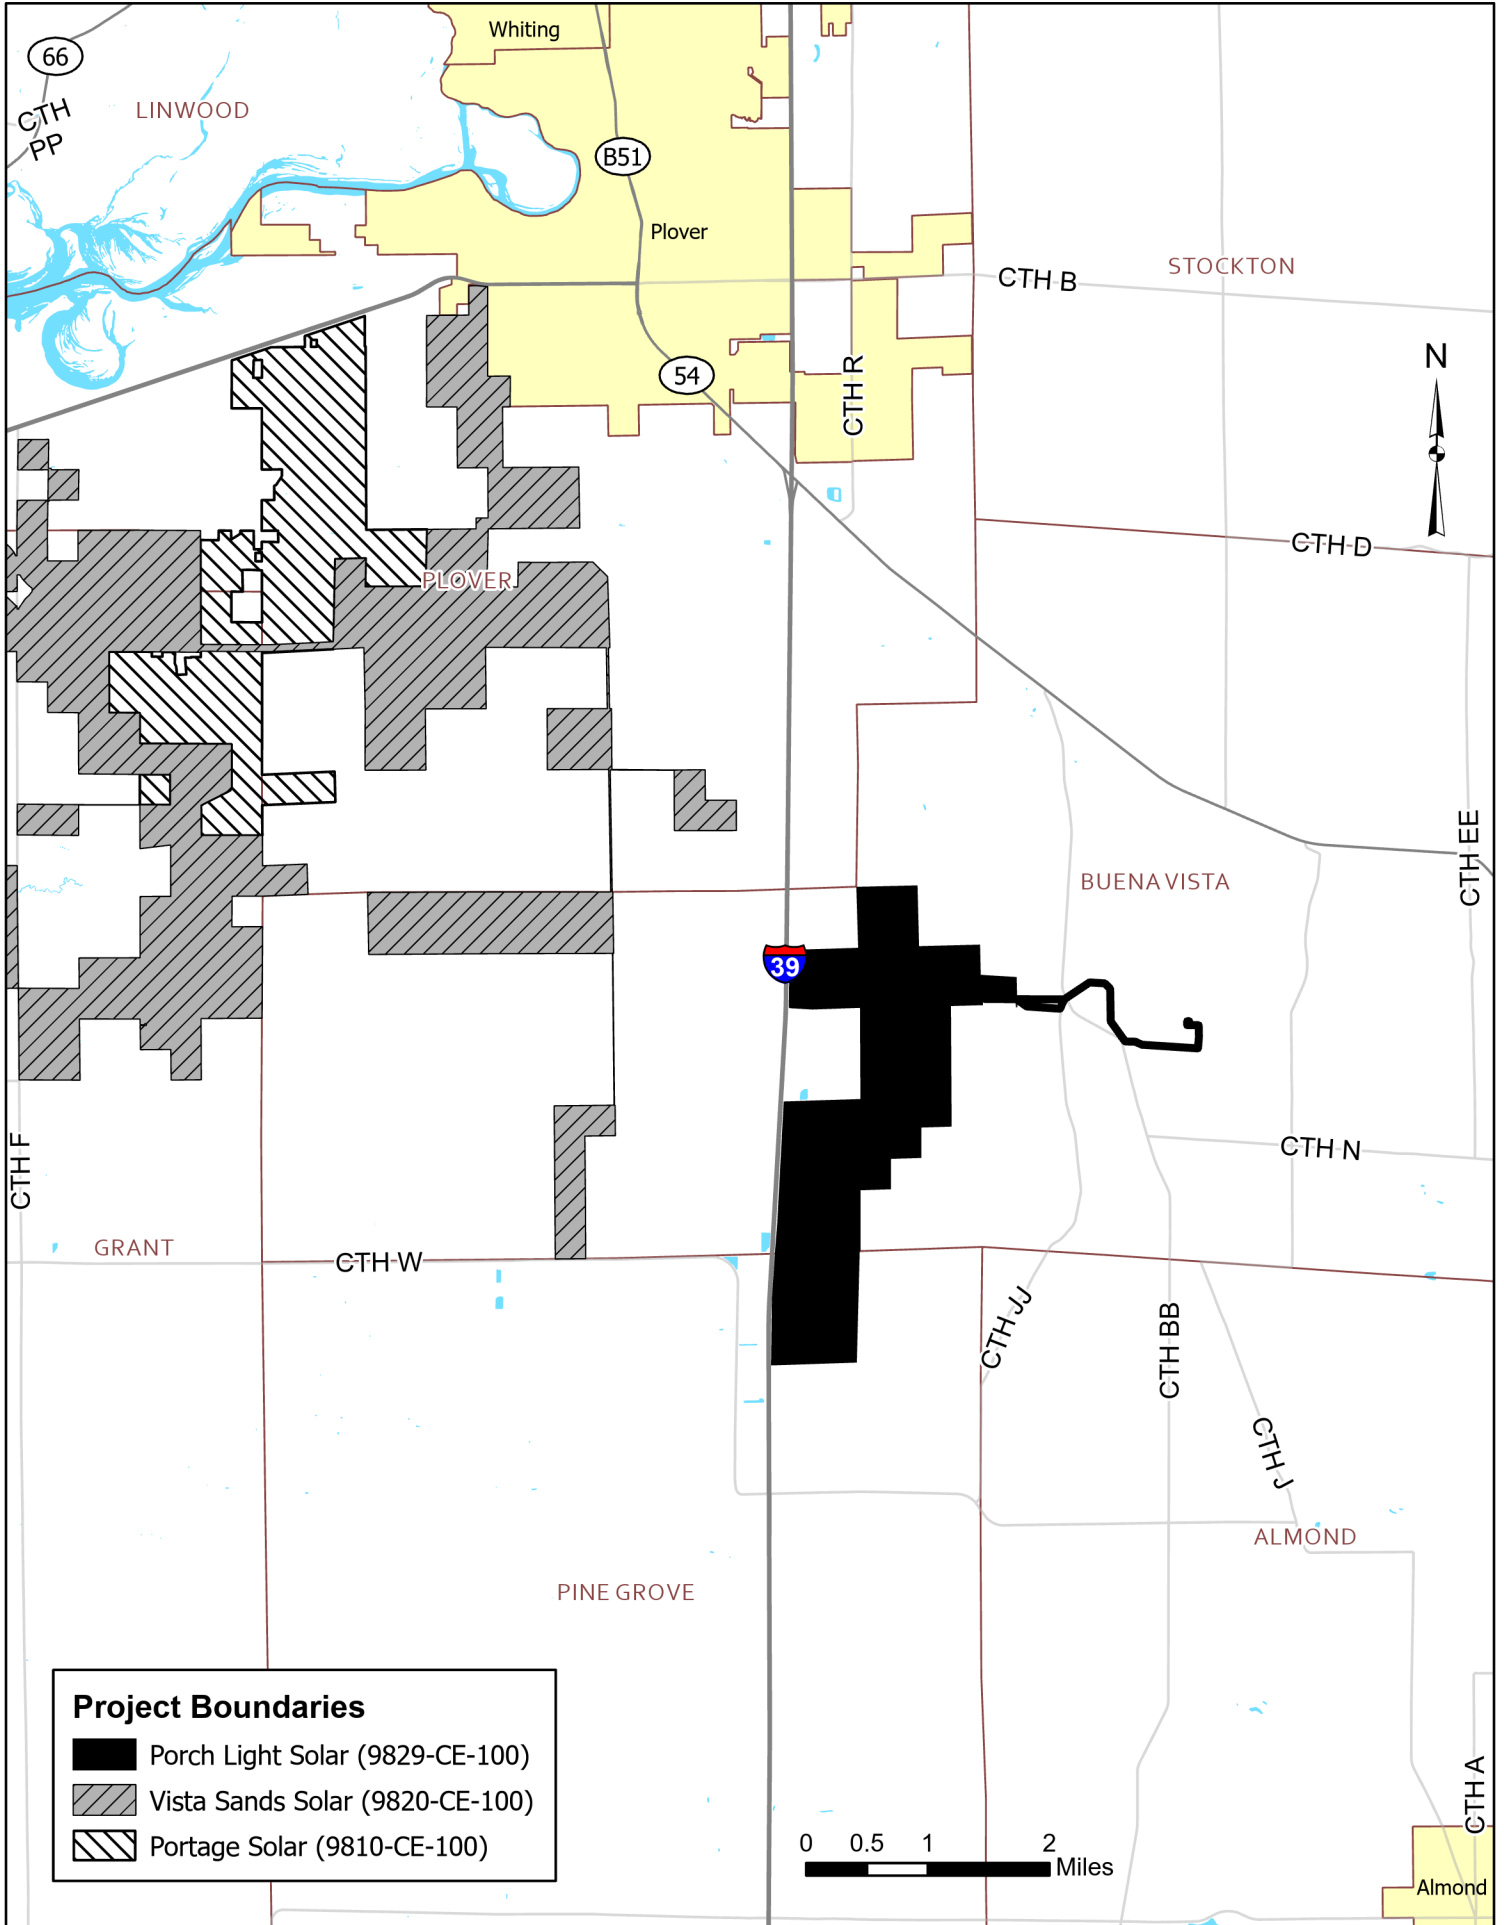 Whiting
66
CTH
PP
LINWOOD
B51
Plover
CTH B
STOCKTON
N
54
CTH R
CTH D
PLOVER
CTH EE
BUENA VISTA
39
CTH F
CTH N
GRANT
CTH W
CTH JJ
CTH BB
CTH J
ALMOND
PINE GROVE
Project Boundaries
Porch Light Solar (9829-CE-100)
Vista Sands Solar (9820-CE-100)
Portage Solar (9810-CE-100)
0 0.5 1 2
Miles
CTH A
Almond